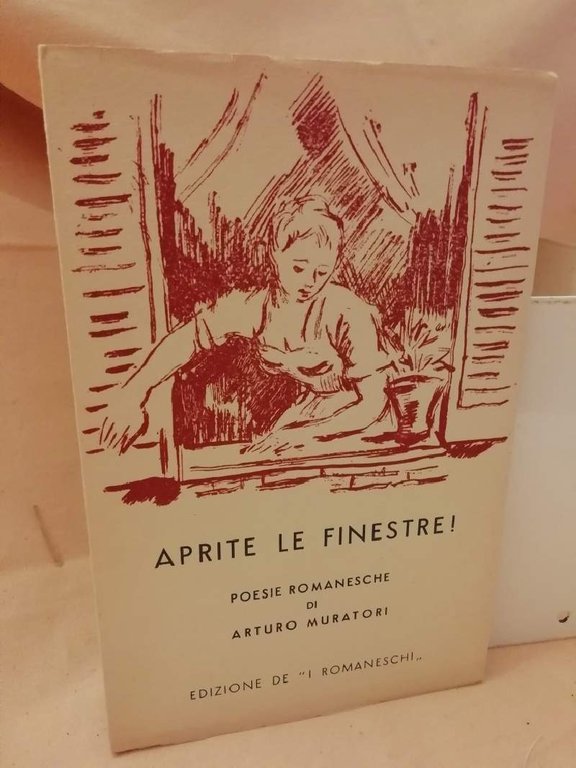 APRITE LE FINESTRE!
POESIE ROMANESCHE
DI
ARTURO MURATORI
EDIZIONE DE "I ROMANESCHI„